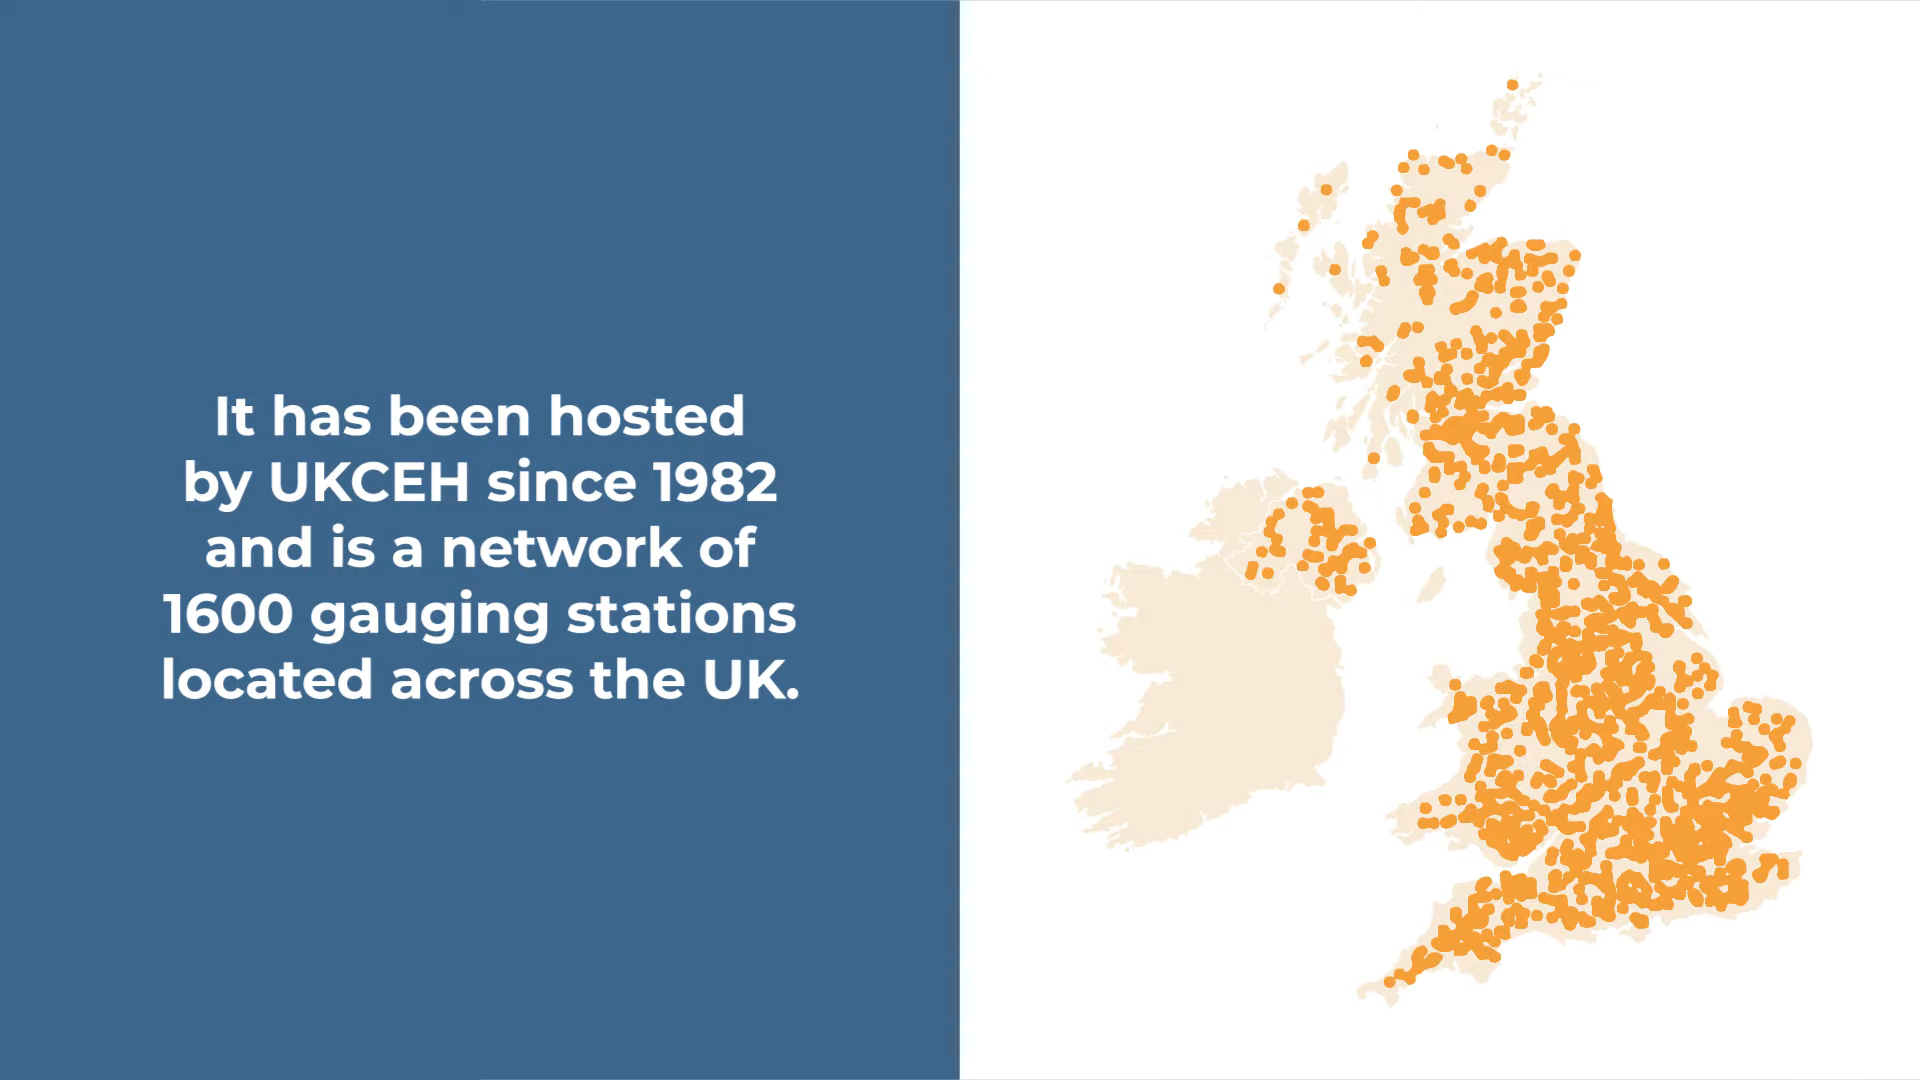 It has been hosted
by UKCEH since 1982
and is a network of
1600 gauging stations
located across the UK.